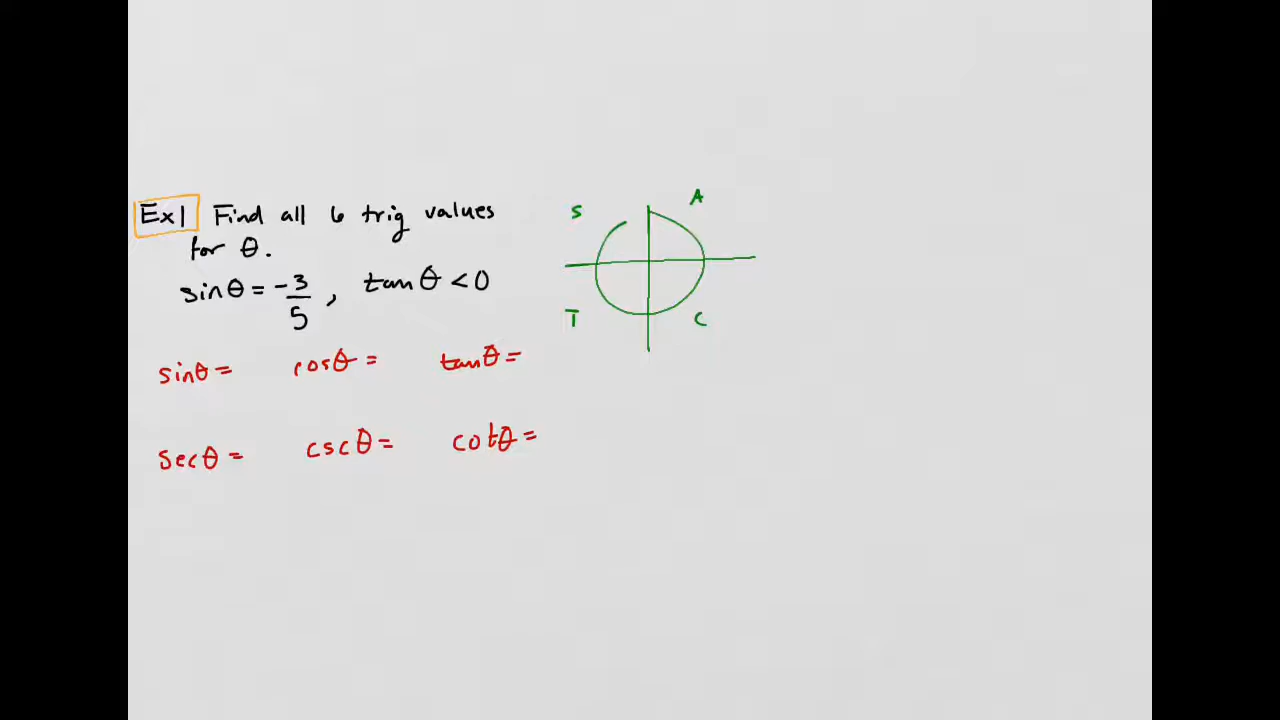 Ex1 Find all 6 trig values
for θ.
sinθ = -3/5 , tanθ < 0
sinθ = cosθ = tanθ =
secθ = cscθ = cotθ =
S A
T C